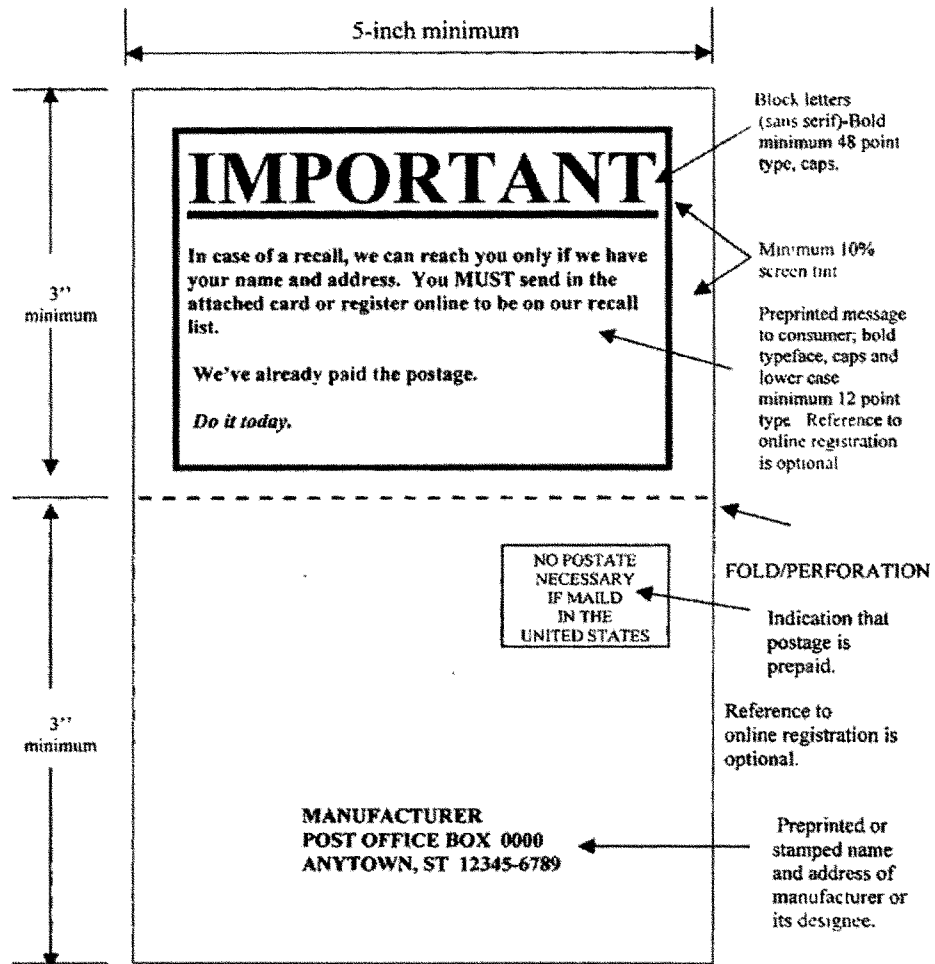 5-inch minimum
Block letters
(sans serif)-Bold
minimum 48 point
type, caps.
IMPORTANT
In case of a recall, we can reach you only if we have
your name and address. You MUST send in the
attached card or register online to be on our recall
list.
We've already paid the postage.
Do it today.
3''
minimum
Minimum 10%
screen tint
Preprinted message
to consumer; bold
typeface, caps and
lower case
minimum 12 point
type. Reference to
online registration
is optional
NO POSTATE
NECESSARY
IF MAILD
IN THE
UNITED STATES
FOLD/PERFORATION
Indication that
postage is
prepaid.
3''
minimum
Reference to
online registration is
optional.
MANUFACTURER
POST OFFICE BOX 0000
ANYTOWN, ST 12345-6789
Preprinted or
stamped name
and address of
manufacturer or
its designee.